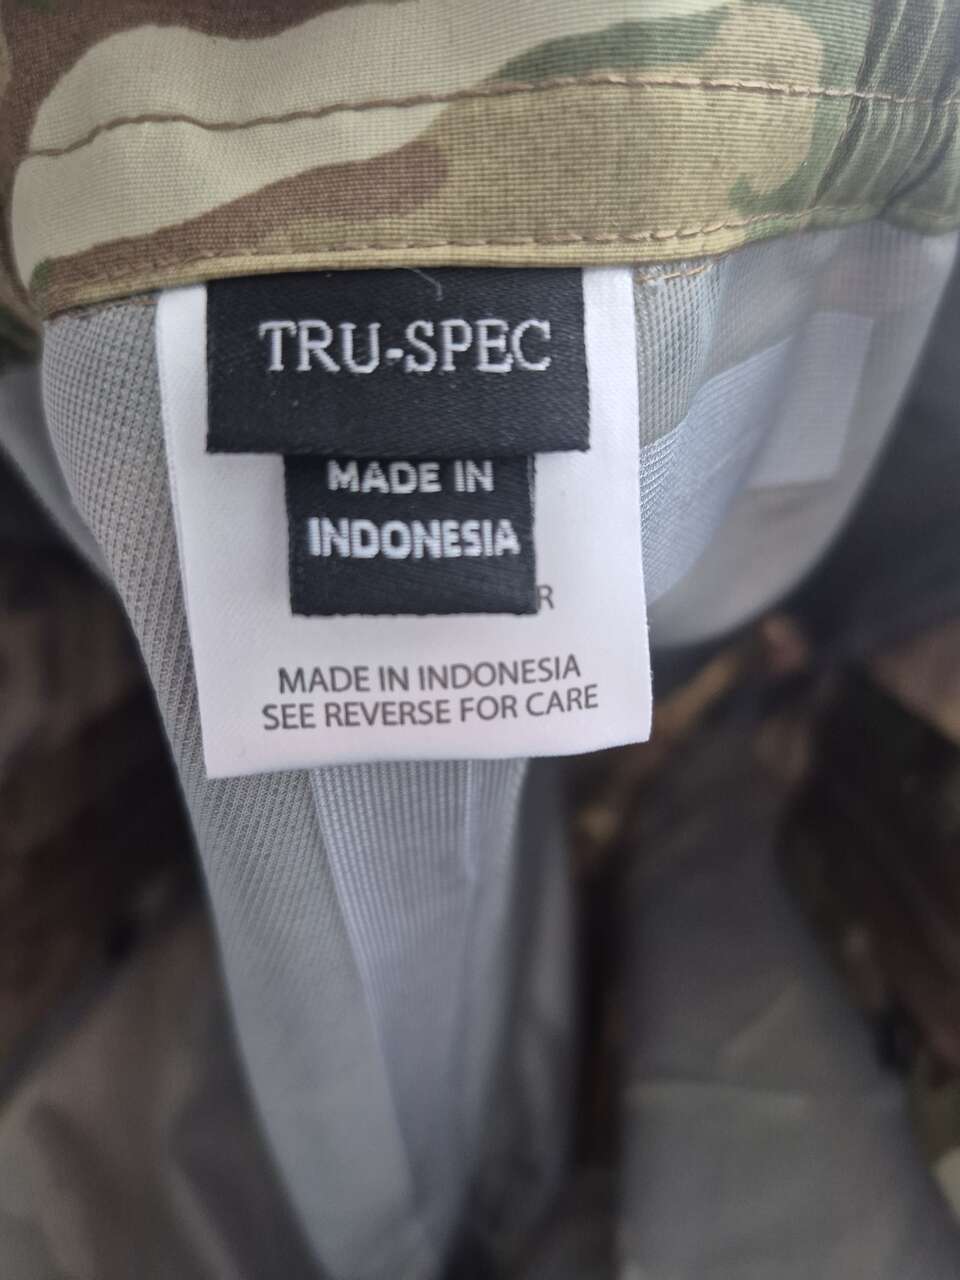 TRU-SPEC
MADE IN
INDONESIA
MADE IN INDONESIA
SEE REVERSE FOR CARE